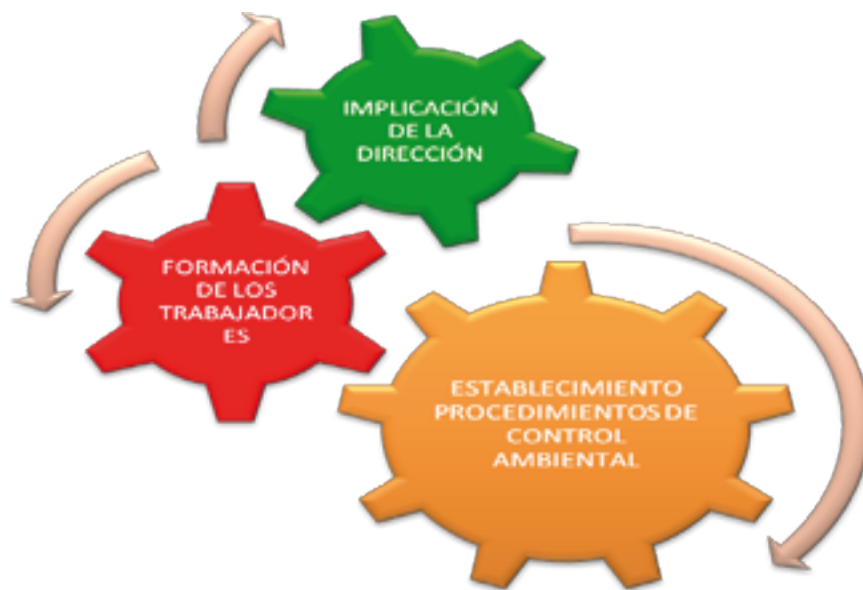 IMPLICACIÓN
DE LA
DIRECCIÓN
FORMACIÓN
DE LOS
TRABAJADOR
ES
ESTABLECIMIENTO
PROCEDIMIENTOS DE
CONTROL
AMBIENTAL